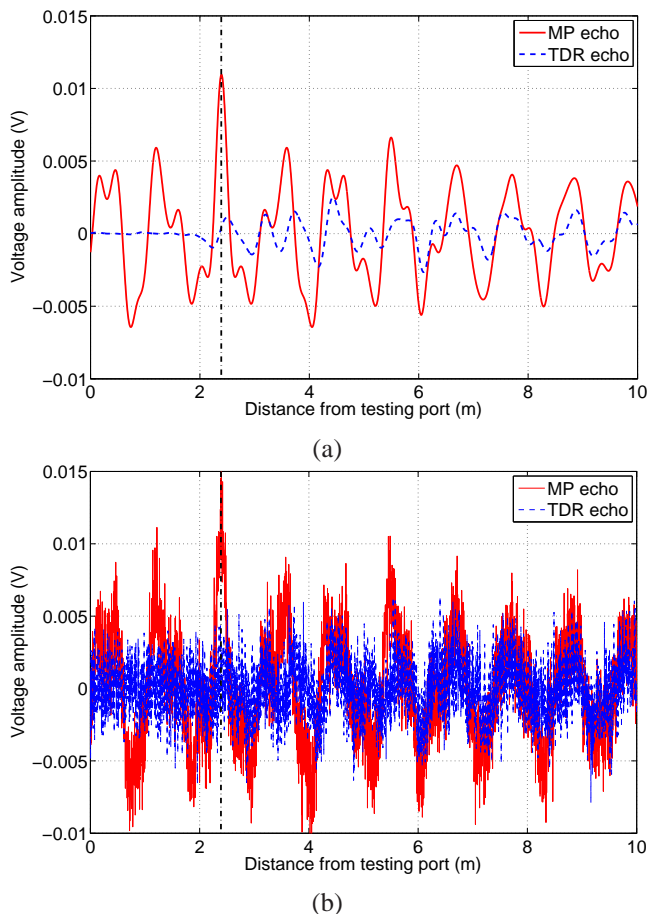 0.015
0.01
0.005
0
−0.005
−0.01
Voltage amplitude (V)
MP echo
TDR echo
0 2 4 6 8 10
Distance from testing port (m)
(a)
0.015
0.01
0.005
0
−0.005
−0.01
Voltage amplitude (V)
MP echo
TDR echo
0 2 4 6 8 10
Distance from testing port (m)
(b)